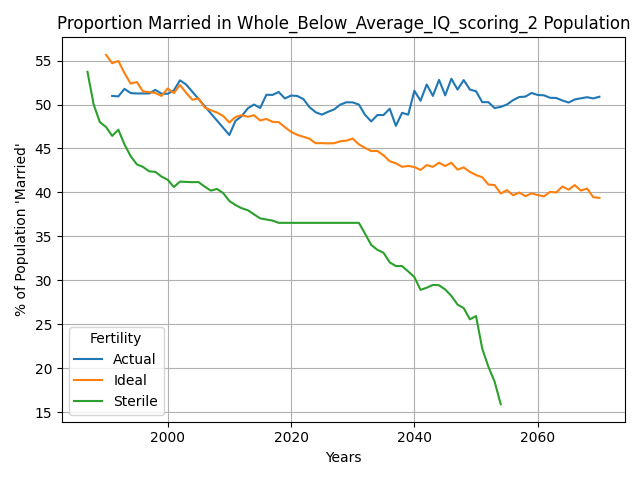 Proportion Married in Whole_Below_Average_IQ_scoring_2 Population
% of Population 'Married'
55
50
45
40
35
30
25
20
15
Fertility
Actual
Ideal
Sterile
2000 2020 2040 2060
Years